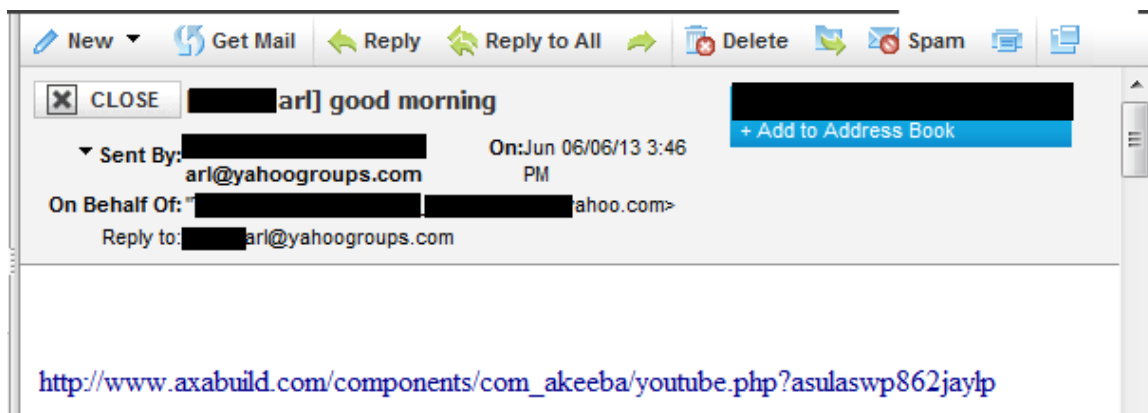 New Get Mail Reply Reply to All Delete Spam
CLOSE arl] good morning
+ Add to Address Book
Sent By: On:Jun 06/06/13 3:46
arl@yahoogroups.com PM
On Behalf Of: " ahoo.com>
Reply to: arl@yahoogroups.com
http://www.axabuild.com/components/com_akeeba/youtube.php?asulaswp862jaylp